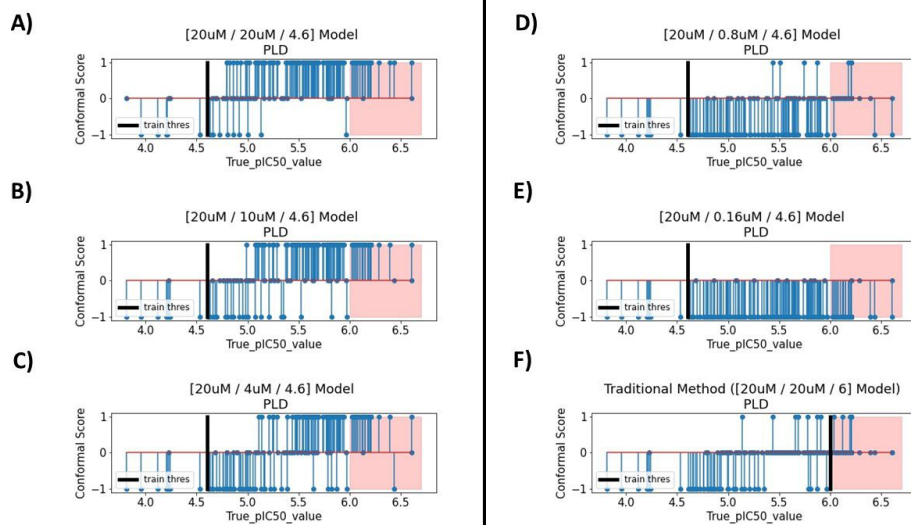 A)
[20uM / 20uM / 4.6] Model
PLD
Conformal Score
1
0
−1
train thres
4.0 4.5 5.0 5.5 6.0 6.5
True_pIC50_value
B)
[20uM / 10uM / 4.6] Model
PLD
Conformal Score
1
0
−1
train thres
4.0 4.5 5.0 5.5 6.0 6.5
True_pIC50_value
C)
[20uM / 4uM / 4.6] Model
PLD
Conformal Score
1
0
−1
train thres
4.0 4.5 5.0 5.5 6.0 6.5
True_pIC50_value
D)
[20uM / 0.8uM / 4.6] Model
PLD
Conformal Score
1
0
−1
train thres
4.0 4.5 5.0 5.5 6.0 6.5
True_pIC50_value
E)
[20uM / 0.16uM / 4.6] Model
PLD
Conformal Score
1
0
−1
train thres
4.0 4.5 5.0 5.5 6.0 6.5
True_pIC50_value
F)
Traditional Method ([20uM / 20uM / 6] Model)
PLD
Conformal Score
1
0
−1
train thres
4.0 4.5 5.0 5.5 6.0 6.5
True_pIC50_value